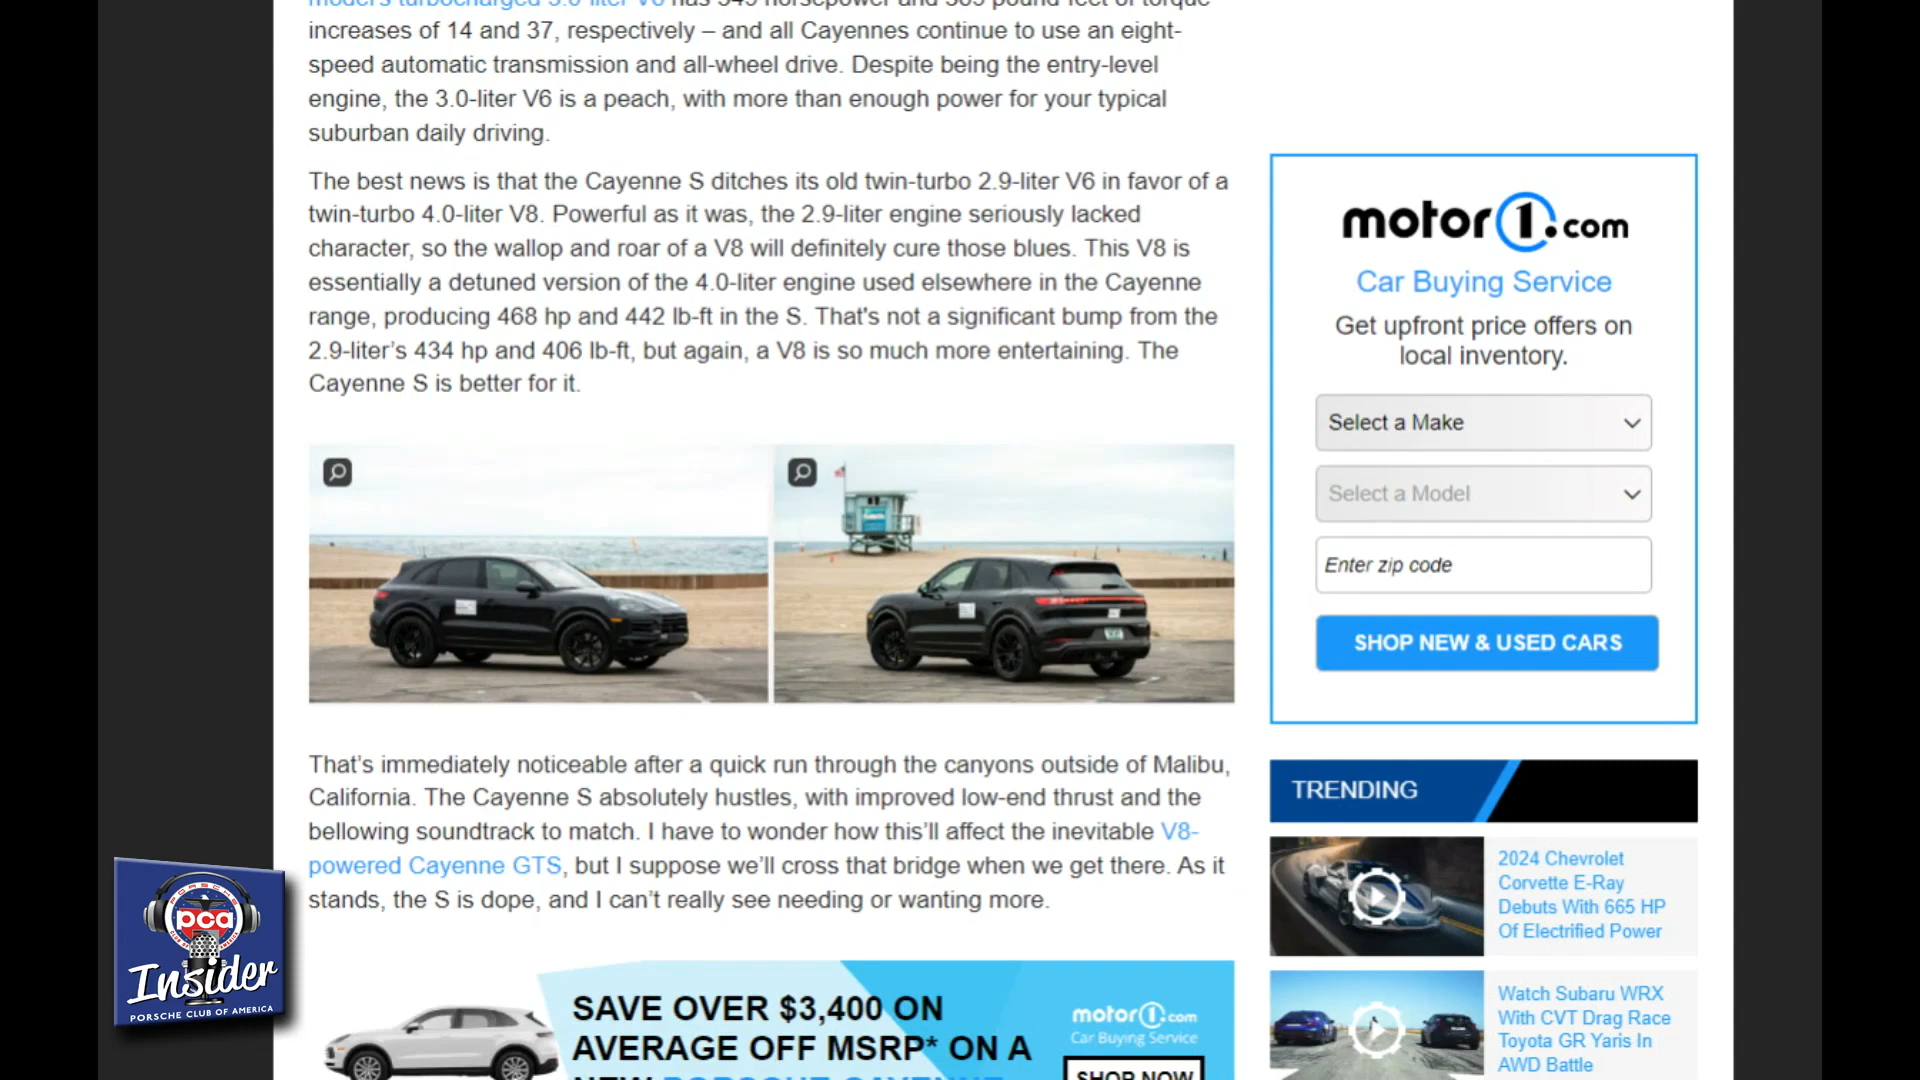 increases of 14 and 37, respectively – and all Cayennes continue to use an eight-
speed automatic transmission and all-wheel drive. Despite being the entry-level
engine, the 3.0-liter V6 is a peach, with more than enough power for your typical
suburban daily driving.
The best news is that the Cayenne S ditches its old twin-turbo 2.9-liter V6 in favor of a
twin-turbo 4.0-liter V8. Powerful as it was, the 2.9-liter engine seriously lacked
character, so the wallop and roar of a V8 will definitely cure those blues. This V8 is
essentially a detuned version of the 4.0-liter engine used elsewhere in the Cayenne
range, producing 468 hp and 442 lb-ft in the S. That's not a significant bump from the
2.9-liter’s 434 hp and 406 lb-ft, but again, a V8 is so much more entertaining. The
Cayenne S is better for it.
That’s immediately noticeable after a quick run through the canyons outside of Malibu,
California. The Cayenne S absolutely hustles, with improved low-end thrust and the
bellowing soundtrack to match. I have to wonder how this’ll affect the inevitable V8-
powered Cayenne GTS, but I suppose we’ll cross that bridge when we get there. As it
stands, the S is dope, and I can’t really see needing or wanting more.
SAVE OVER $3,400 ON
AVERAGE OFF MSRP* ON A
NEW PORSCHE CAYENNE
motor1.com
Car Buying Service
SHOP NOW
motor1.com
Car Buying Service
Get upfront price offers on
local inventory.
Select a Make
Select a Model
Enter zip code
SHOP NEW & USED CARS
TRENDING
2024 Chevrolet
Corvette E-Ray
Debuts With 665 HP
Of Electrified Power
Watch Subaru WRX
With CVT Drag Race
Toyota GR Yaris In
AWD Battle
PORSCHE
pca
CLUB OF AMERICA
Insider
PORSCHE CLUB OF AMERICA